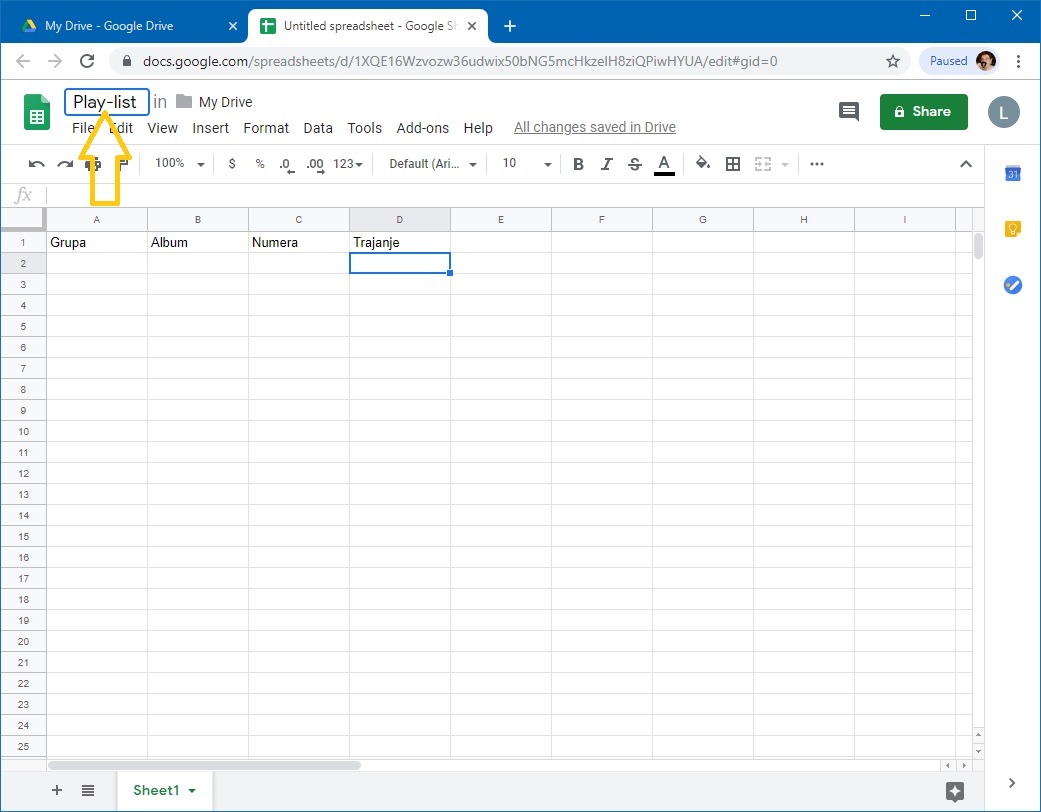 My Drive - Google Drive
Untitled spreadsheet - Google Sh
docs.google.com/spreadsheets/d/1XQE16Wzvozw36udwix50bNG5mcHkzeIH8ziQPiwHYUA/edit#gid=0
Paused
Play-list in My Drive
File Edit View Insert Format Data Tools Add-ons Help All changes saved in Drive
Share
L
100% $ % .0 .00 123 Default (Ari... 10 B I S A
31
fx
A B C D E F G H I
1 Grupa Album Numera Trajanje
2
3
4
5
6
7
8
9
10
11
12
13
14
15
16
17
18
19
20
21
22
23
24
25
Sheet1